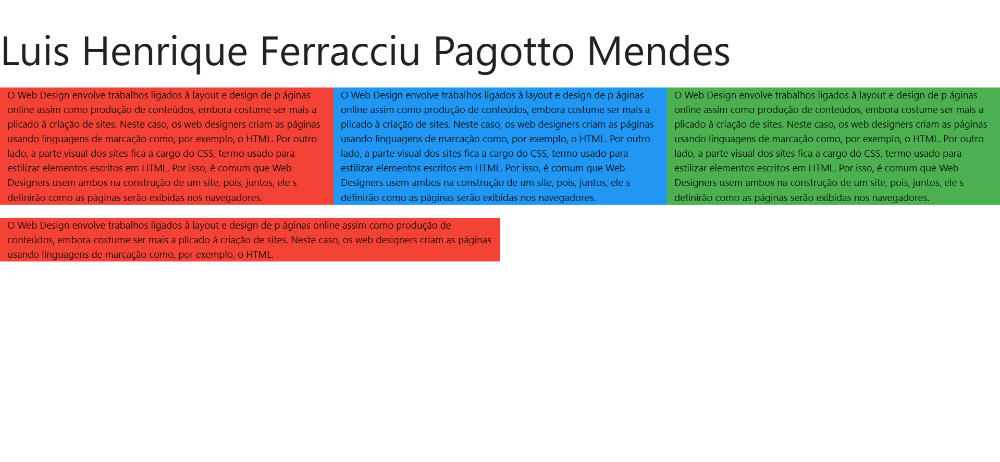 Luis Henrique Ferracciu Pagotto Mendes
O Web Design envolve trabalhos ligados à layout e design de p áginas
online assim como produção de conteúdos, embora costume ser mais a
plicado à criação de sites. Neste caso, os web designers criam as páginas
usando linguagens de marcação como, por exemplo, o HTML. Por outro
lado, a parte visual dos sites fica a cargo do CSS, termo usado para
estilizar elementos escritos em HTML. Por isso, é comum que Web
Designers usem ambos na construção de um site, pois, juntos, ele s
definirão como as páginas serão exibidas nos navegadores.
O Web Design envolve trabalhos ligados à layout e design de p áginas
online assim como produção de conteúdos, embora costume ser mais a
plicado à criação de sites. Neste caso, os web designers criam as páginas
usando linguagens de marcação como, por exemplo, o HTML. Por outro
lado, a parte visual dos sites fica a cargo do CSS, termo usado para
estilizar elementos escritos em HTML. Por isso, é comum que Web
Designers usem ambos na construção de um site, pois, juntos, ele s
definirão como as páginas serão exibidas nos navegadores.
O Web Design envolve trabalhos ligados à layout e design de p áginas
online assim como produção de conteúdos, embora costume ser mais a
plicado à criação de sites. Neste caso, os web designers criam as páginas
usando linguagens de marcação como, por exemplo, o HTML. Por outro
lado, a parte visual dos sites fica a cargo do CSS, termo usado para
estilizar elementos escritos em HTML. Por isso, é comum que Web
Designers usem ambos na construção de um site, pois, juntos, ele s
definirão como as páginas serão exibidas nos navegadores.
O Web Design envolve trabalhos ligados à layout e design de p áginas online assim como produção de
conteúdos, embora costume ser mais a plicado à criação de sites. Neste caso, os web designers criam as páginas
usando linguagens de marcação como, por exemplo, o HTML.